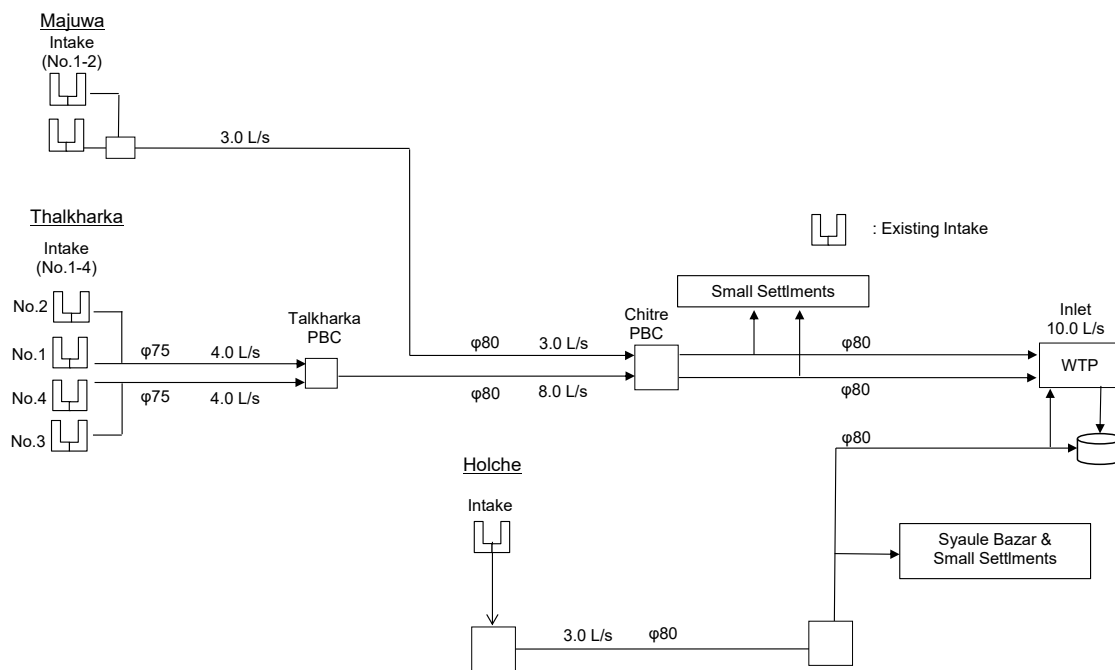 Majuwa
Intake
(No.1-2)
3.0 L/s
Thalkharka
Intake
(No.1-4)
: Existing Intake
No.2
No.1
No.4
No.3
φ75
4.0 L/s
φ75
4.0 L/s
Talkharka
PBC
φ80
3.0 L/s
φ80
8.0 L/s
Chitre
PBC
Small Settlments
φ80
φ80
Inlet
10.0 L/s
WTP
φ80
Holche
Intake
Syaule Bazar &
Small Settlments
3.0 L/s
φ80